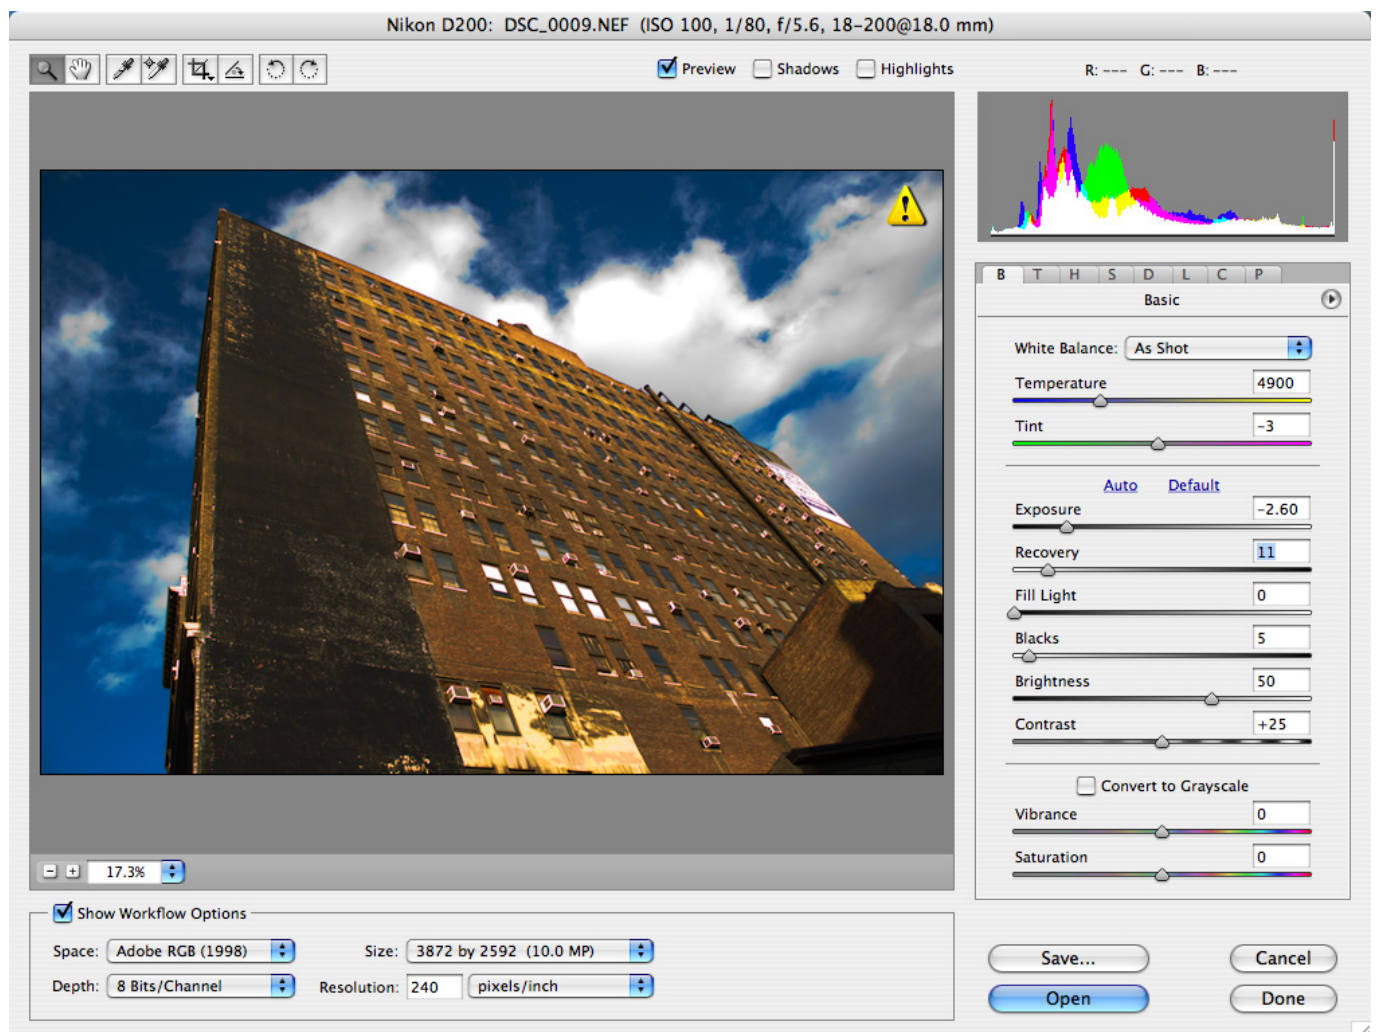 Nikon D200: DSC_0009.NEF (ISO 100, 1/80, f/5.6, 18-200@18.0 mm)
Preview Shadows Highlights R: --- G: --- B: ---
B T H S D L C P
Basic
White Balance: As Shot
Temperature 4900
Tint -3
Auto Default
Exposure -2.60
Recovery 11
Fill Light 0
Blacks 5
Brightness 50
Contrast +25
Convert to Grayscale
Vibrance 0
Saturation 0
17.3%
Show Workflow Options
Space: Adobe RGB (1998) Size: 3872 by 2592 (10.0 MP)
Depth: 8 Bits/Channel Resolution: 240 pixels/inch
Save... Cancel
Open Done